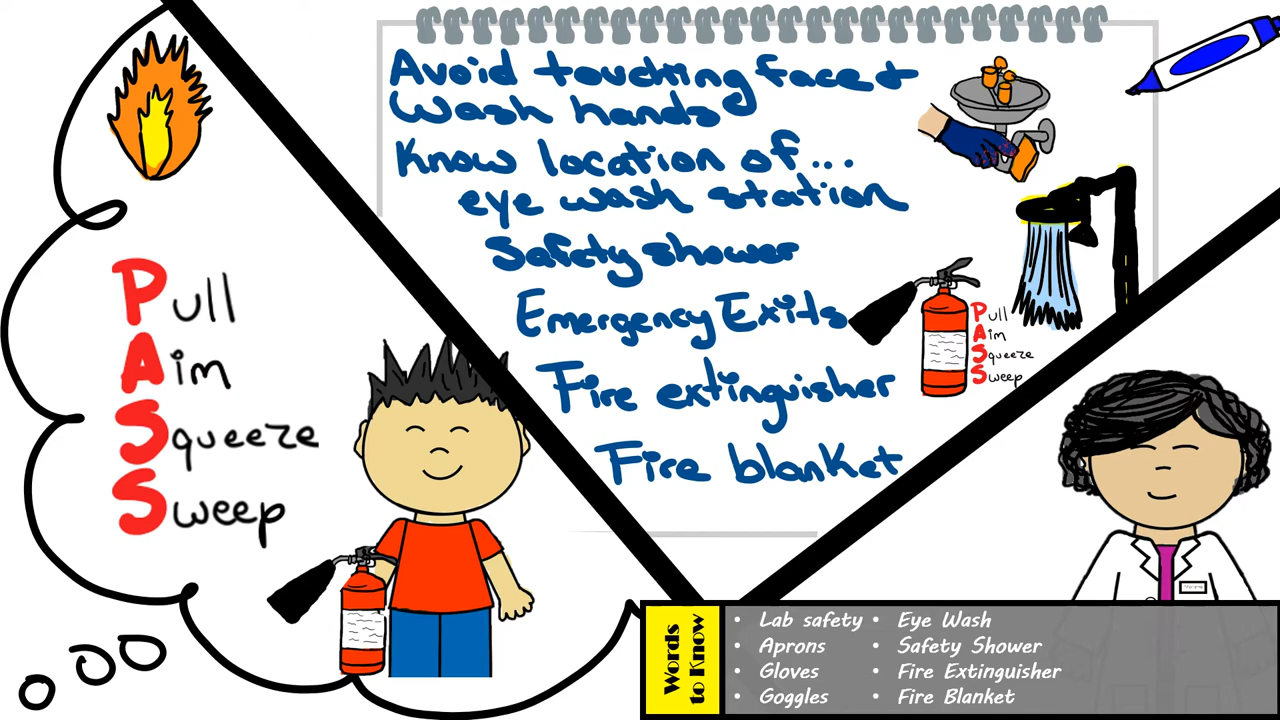 Pull
Aim
Squeeze
Sweep
Avoid touching face &
Wash hands
Know location of...
eye wash station
Safety shower
Emergency Exits
Fire extinguisher
Fire blanket
Pull
Aim
Squeeze
Sweep
Words
to Know
• Lab safety
• Aprons
• Gloves
• Goggles
• Eye Wash
• Safety Shower
• Fire Extinguisher
• Fire Blanket